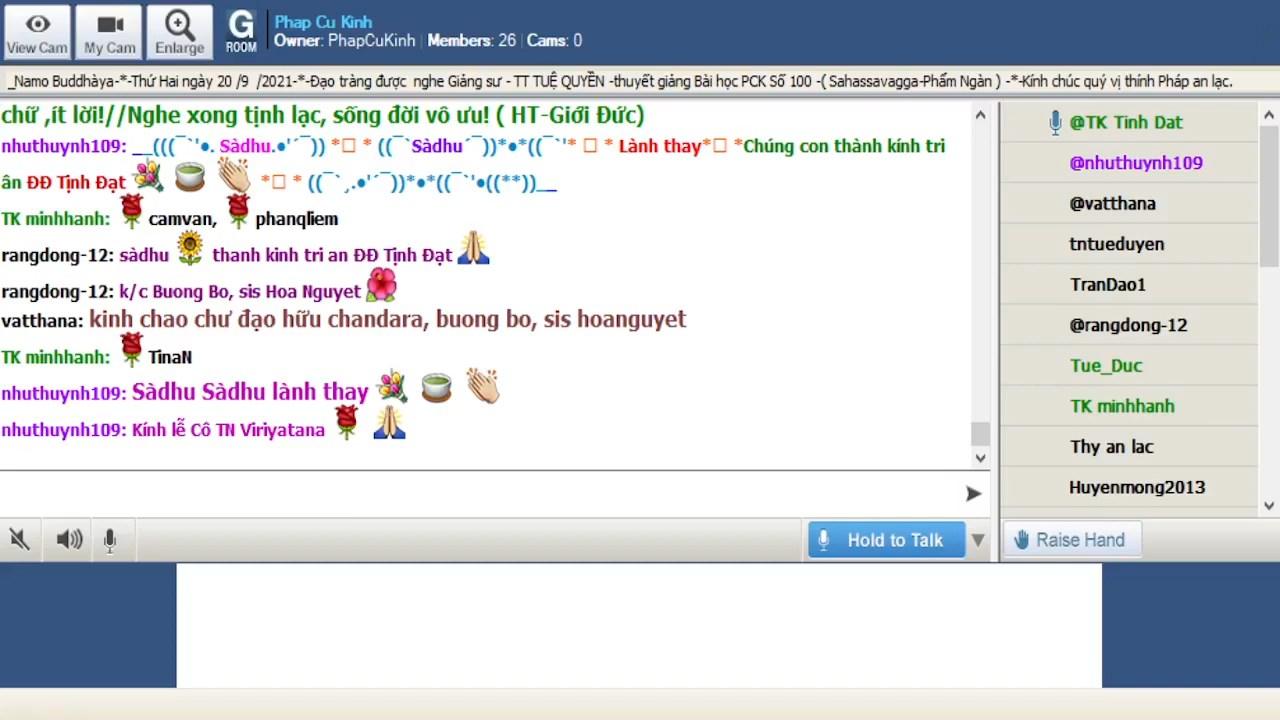 Phap Cu Kinh
Owner: PhapCuKinh Members: 26 Cams: 0
View Cam
My Cam
Enlarge
G
ROOM
_Namo Buddhàya-*-Thứ Hai ngày 20 /9 /2021-*-Đạo tràng được nghe Giảng sư - TT TUỆ QUYỀN -thuyết giảng Bài học PCK Số 100 -( Sahassavagga-Phẩm Ngàn ) -*-Kính chúc quý vị thính Pháp an lạc.
chữ ,ít lời!//Nghe xong tịnh lạc, sống đời vô ưu! ( HT-Giới Đức)
nhuthuynh109: __(((¯`'●. Sàdhu.●'´¯)) * * ((¯`Sàdhu´¯))*●*((¯`'* * Lành thay* *Chúng con thành kính tri
ân ĐĐ Tịnh Đạt * * ((¯`¸.●'´¯))*●*((¯`'●((**))__
TK minhhanh: camvan, phanqliem
rangdong-12: sàdhu thanh kinh tri an ĐĐ Tịnh Đạt
rangdong-12: k/c Buong Bo, sis Hoa Nguyet
vatthana: kinh chao chư đạo hữu chandara, buong bo, sis hoanguyet
TK minhhanh: TinaN
nhuthuynh109: Sàdhu Sàdhu lành thay
nhuthuynh109: Kính lễ Cô TN Viriyatana
@TK Tinh Dat
@nhuthuynh109
@vatthana
tntueduyen
TranDao1
@rangdong-12
Tue_Duc
TK minhhanh
Thy an lac
Huyenmong2013
Hold to Talk
Raise Hand